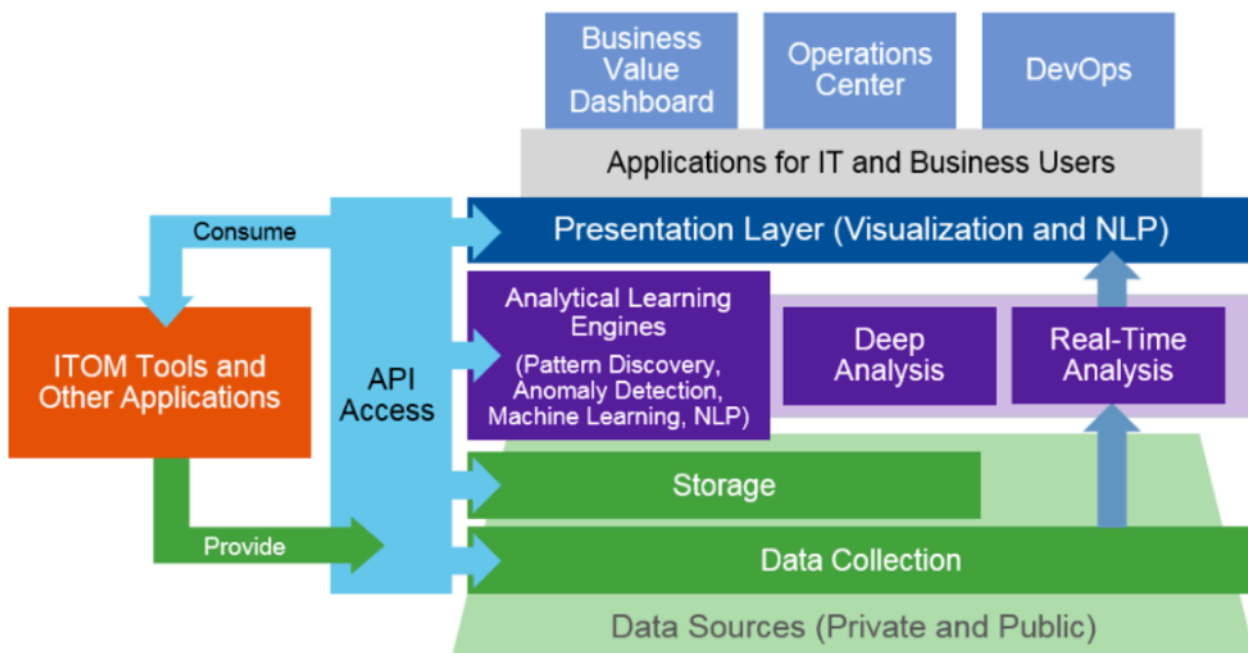 Business
Value
Dashboard
Operations
Center
DevOps
Applications for IT and Business Users
Consume
Presentation Layer (Visualization and NLP)
ITOM Tools and
Other Applications
API
Access
Analytical Learning
Engines
(Pattern Discovery,
Anomaly Detection,
Machine Learning, NLP)
Deep
Analysis
Real-Time
Analysis
Storage
Provide
Data Collection
Data Sources (Private and Public)